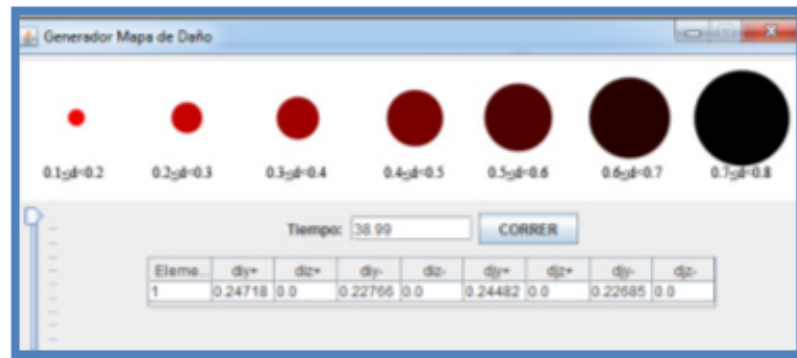 Generador Mapa de Daño
0.1≤d<0.2 0.2≤d<0.3 0.3≤d<0.4 0.4≤d<0.5 0.5≤d<0.6 0.6≤d<0.7 0.7≤d<0.8
Tiempo: 38.99 CORRER
Eleme... diy+ diz+ diy- diz- djy+ djz+ djy- djz-
1 0.24718 0.0 0.22766 0.0 0.24482 0.0 0.22685 0.0